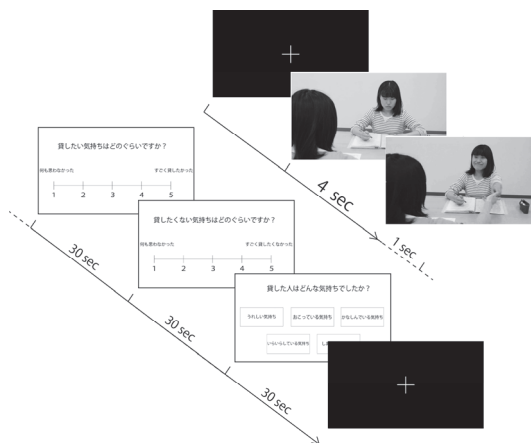 4 sec
1 sec
貸したい気持ちはどのぐらいですか？
何も思わなかった すごく貸したかった
1 2 3 4 5
貸したくない気持ちはどのぐらいですか？
何も思わなかった すごく貸したくなかった
1 2 3 4 5
貸した人はどんな気持ちでしたか？
うれしい気持ち おこっている気持ち かなしんでいる気持ち
いらいらしている気持ち
30 sec
30 sec
30 sec